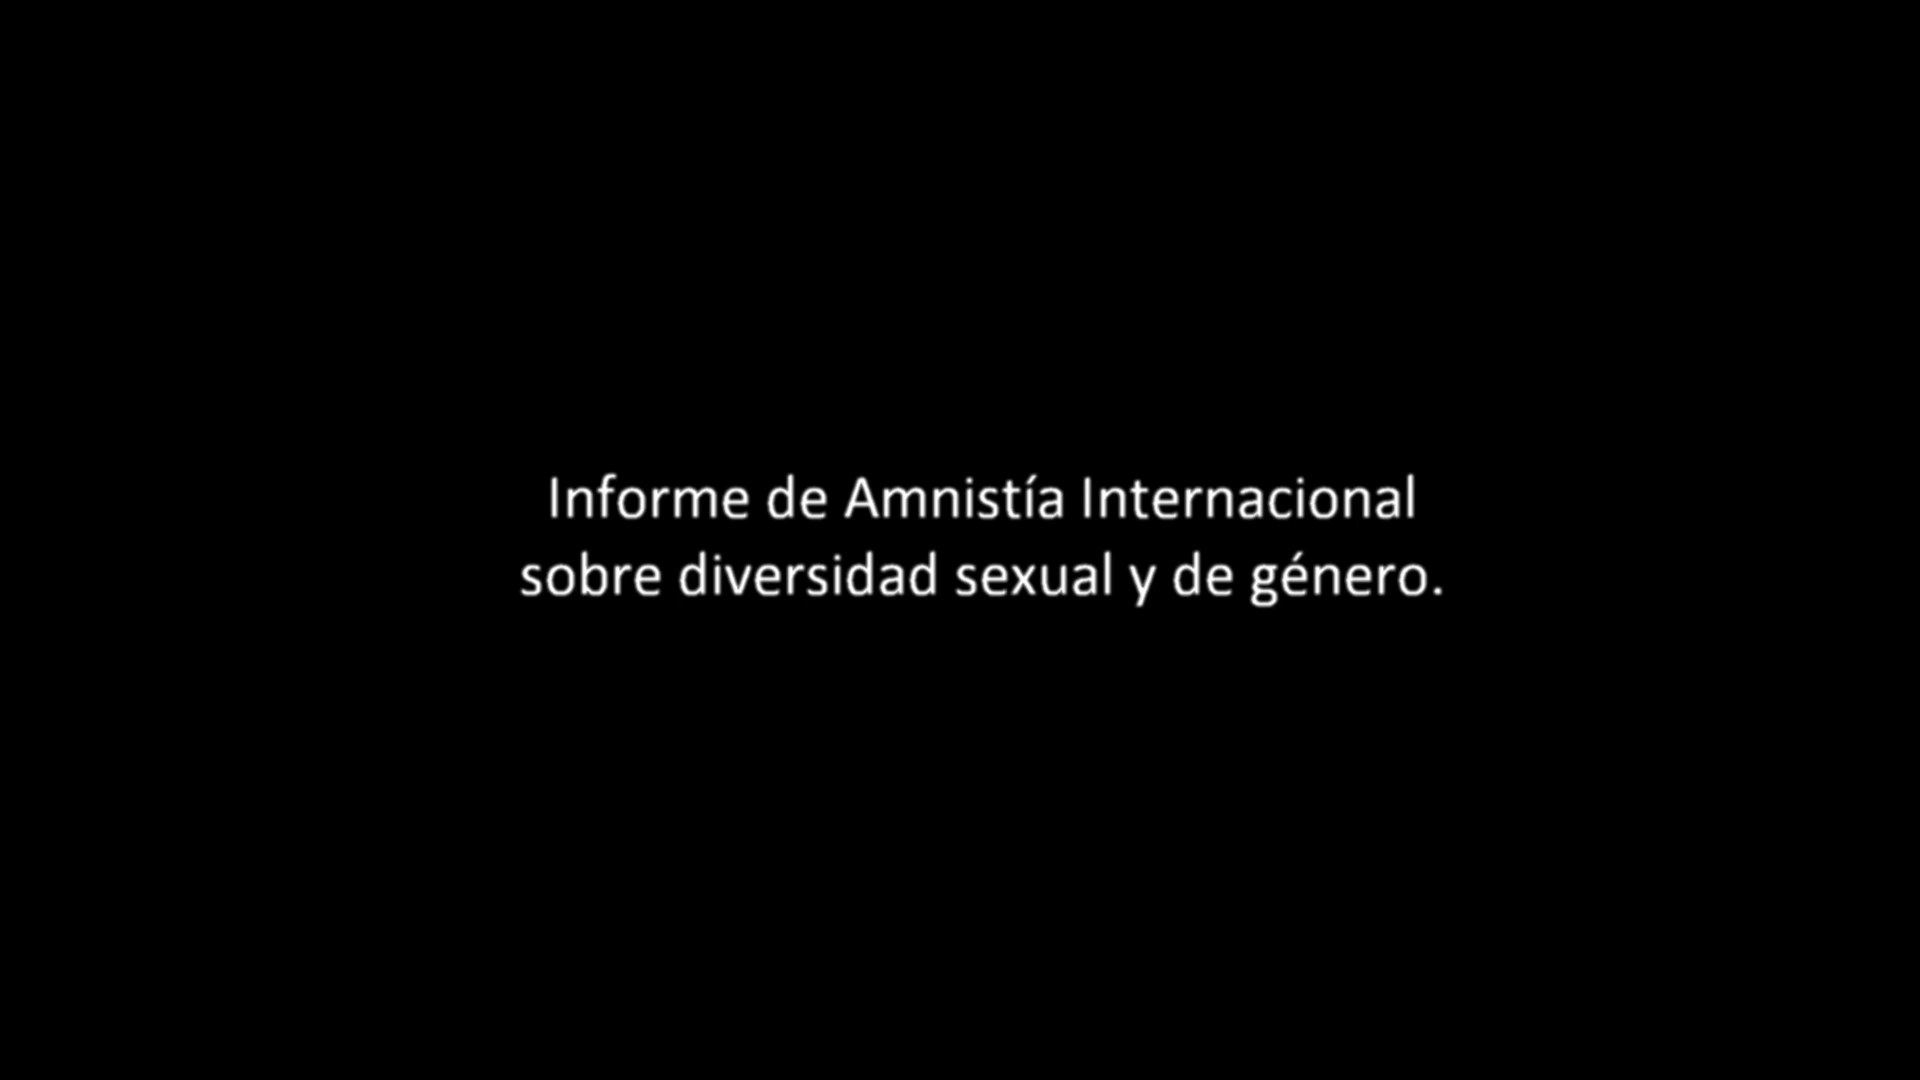 Informe de Amnistía Internacional
sobre diversidad sexual y de género.